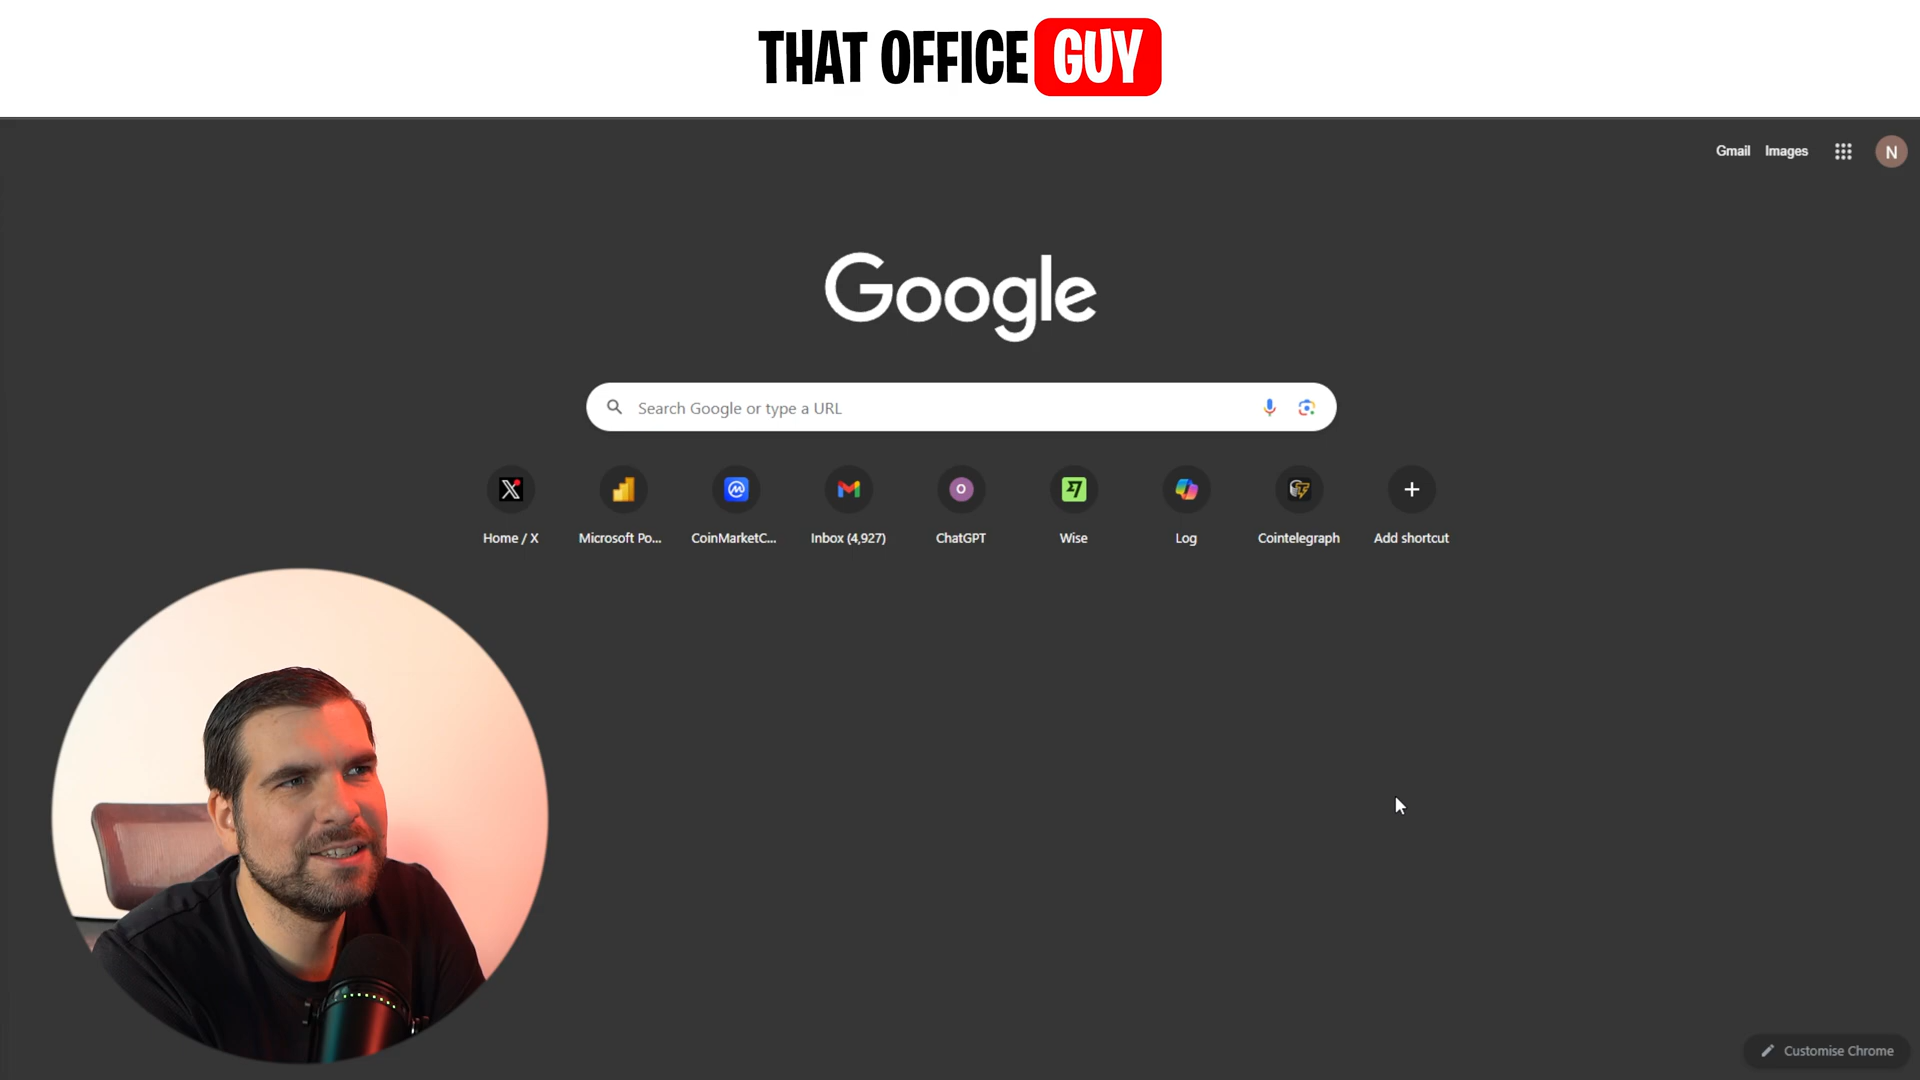 THAT OFFICE GUY
Gmail Images
N
Google
Search Google or type a URL
O
Home / X
Microsoft Po...
CoinMarketC...
Inbox (4,927)
ChatGPT
Wise
Log
Cointelegraph
Add shortcut
Customise Chrome